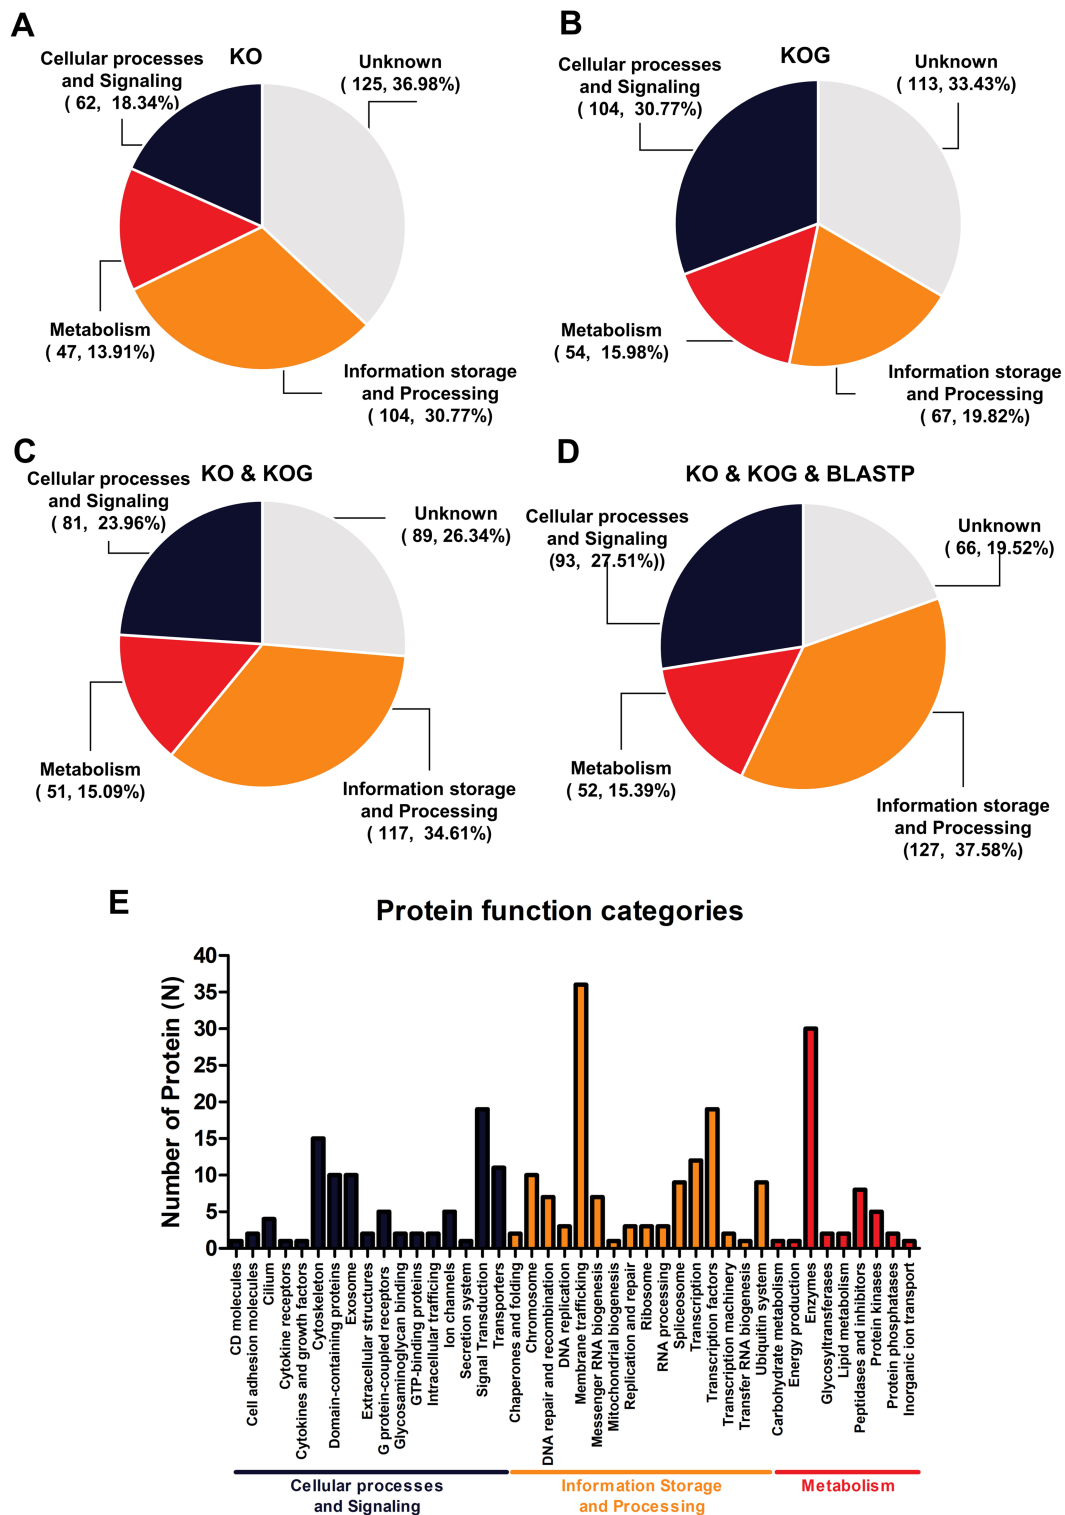 A
KO
Cellular processes
and Signaling
( 62, 18.34%)
Unknown
( 125, 36.98%)
Metabolism
( 47, 13.91%)
Information storage
and Processing
( 104, 30.77%)
B
KOG
Cellular processes
and Signaling
( 104, 30.77%)
Unknown
( 113, 33.43%)
Metabolism
( 54, 15.98%)
Information storage
and Processing
( 67, 19.82%)
C
KO & KOG
Cellular processes
and Signaling
( 81, 23.96%)
Unknown
( 89, 26.34%)
Metabolism
( 51, 15.09%)
Information storage
and Processing
( 117, 34.61%)
D
KO & KOG & BLASTP
Cellular processes
and Signaling
(93, 27.51%))
Unknown
( 66, 19.52%)
Metabolism
( 52, 15.39%)
Information storage
and Processing
(127, 37.58%)
E
Protein function categories
Number of Protein (N)
40
35
30
25
20
15
10
5
0
CD molecules
Cell adhesion molecules
Cilium
Cytokine receptors
Cytokines and growth factors
Cytoskeleton
Domain-containing proteins
Exosome
Extracellular structures
G protein-coupled receptors
Glycosaminoglycan binding
GTP-binding proteins
Intracellular trafficing
Ion channels
Secretion system
Signal Transduction
Transporters
Chaperones and folding
Chromosome
DNA repair and recombination
DNA replication
Membrane trafficking
Messenger RNA biogenesis
Mitochondrial biogenesis
Replication and repair
Ribosome
RNA processing
Spliceosome
Transcription
Transcription factors
Transcription machinery
Transfer RNA biogenesis
Ubiquitin system
Carbohydrate metabolism
Energy production
Enzymes
Glycosyltransferases
Lipid metabolism
Peptidases and inhibitors
Protein kinases
Protein phosphatases
Inorganic ion transport
Cellular processes
and Signaling
Information Storage
and Processing
Metabolism